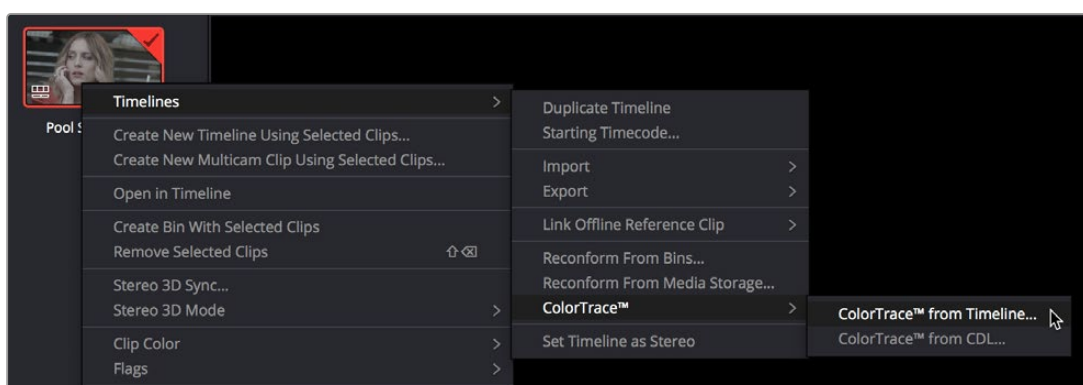 Pool S
Timelines >
Create New Timeline Using Selected Clips...
Create New Multicam Clip Using Selected Clips...
Open in Timeline
Create Bin With Selected Clips
Remove Selected Clips ⇧⌫
Stereo 3D Sync...
Stereo 3D Mode >
Clip Color >
Flags >
Duplicate Timeline
Starting Timecode...
Import >
Export >
Link Offline Reference Clip >
Reconform From Bins...
Reconform From Media Storage...
ColorTrace™ >
Set Timeline as Stereo
ColorTrace™ from Timeline...
ColorTrace™ from CDL...